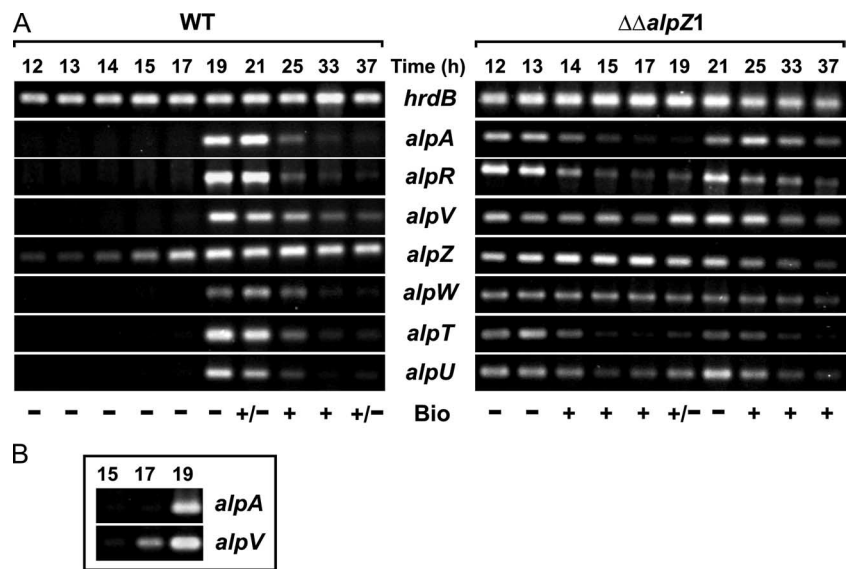 A
WT
ΔΔalpZ1
12 13 14 15 17 19 21 25 33 37 Time (h) 12 13 14 15 17 19 21 25 33 37
hrdB
alpA
alpR
alpV
alpZ
alpW
alpT
alpU
− − − − − − +/− + + +/− Bio − − + + + +/− − + + +
B
15 17 19
alpA
alpV